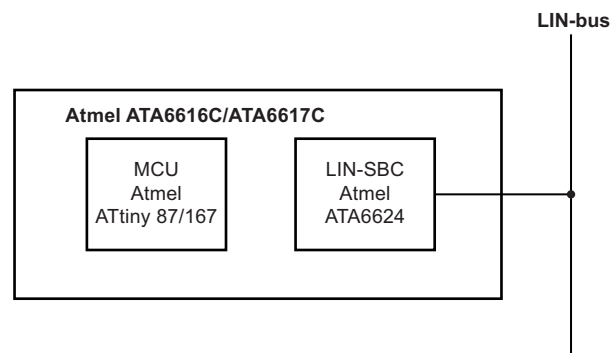 LIN-bus
Atmel ATA6616C/ATA6617C
MCU
Atmel
ATtiny 87/167
LIN-SBC
Atmel
ATA6624